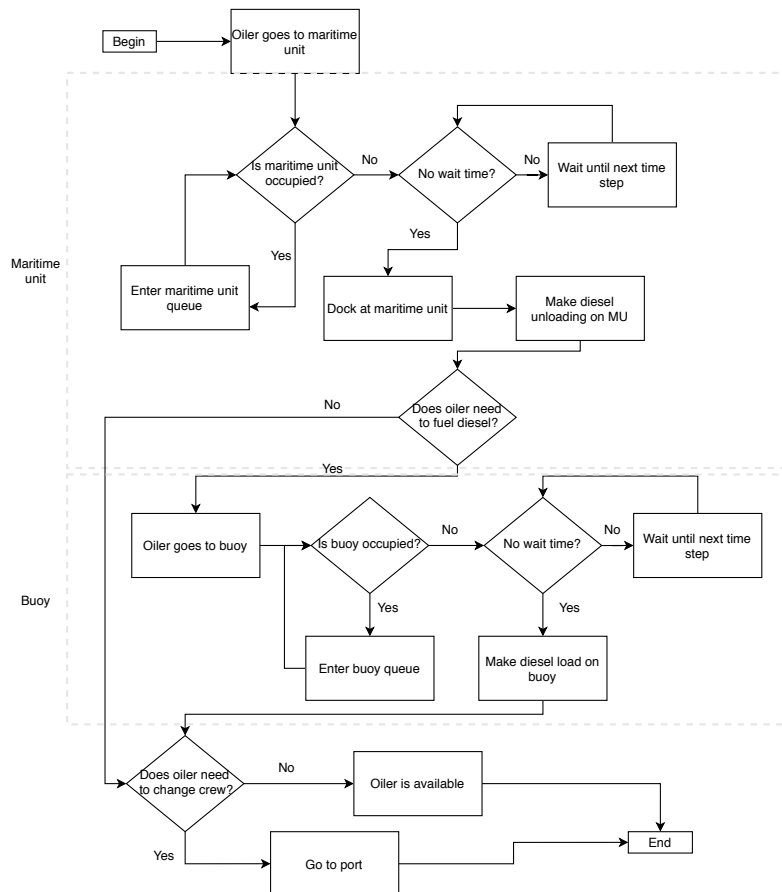 Begin
Oiler goes to maritime
unit
Is maritime unit
occupied?
No
No wait time?
No
Wait until next time
step
Yes
Yes
Maritime
unit
Enter maritime unit
queue
Dock at maritime unit
Make diesel
unloading on MU
No
Does oiler need
to fuel diesel?
Yes
Oiler goes to buoy
Is buoy occupied?
No
No wait time?
No
Wait until next time
step
Buoy
Yes
Yes
Enter buoy queue
Make diesel load on
buoy
Does oiler need
to change crew?
No
Oiler is available
Yes
Go to port
End